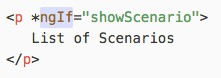 <p *ngIf="showScenario">
List of Scenarios
</p>